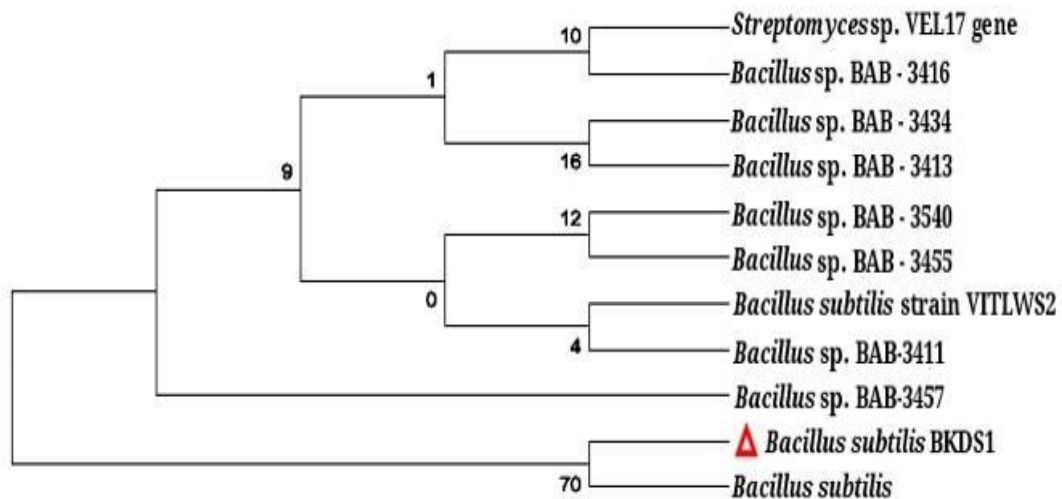 Streptomyces sp. VEL17 gene
10
Bacillus sp. BAB - 3416
1
Bacillus sp. BAB - 3434
16
Bacillus sp. BAB - 3413
9
Bacillus sp. BAB - 3540
12
Bacillus sp. BAB - 3455
0
Bacillus subtilis strain VITLWS2
4
Bacillus sp. BAB-3411
Bacillus sp. BAB-3457
Bacillus subtilis BKDS1
70
Bacillus subtilis